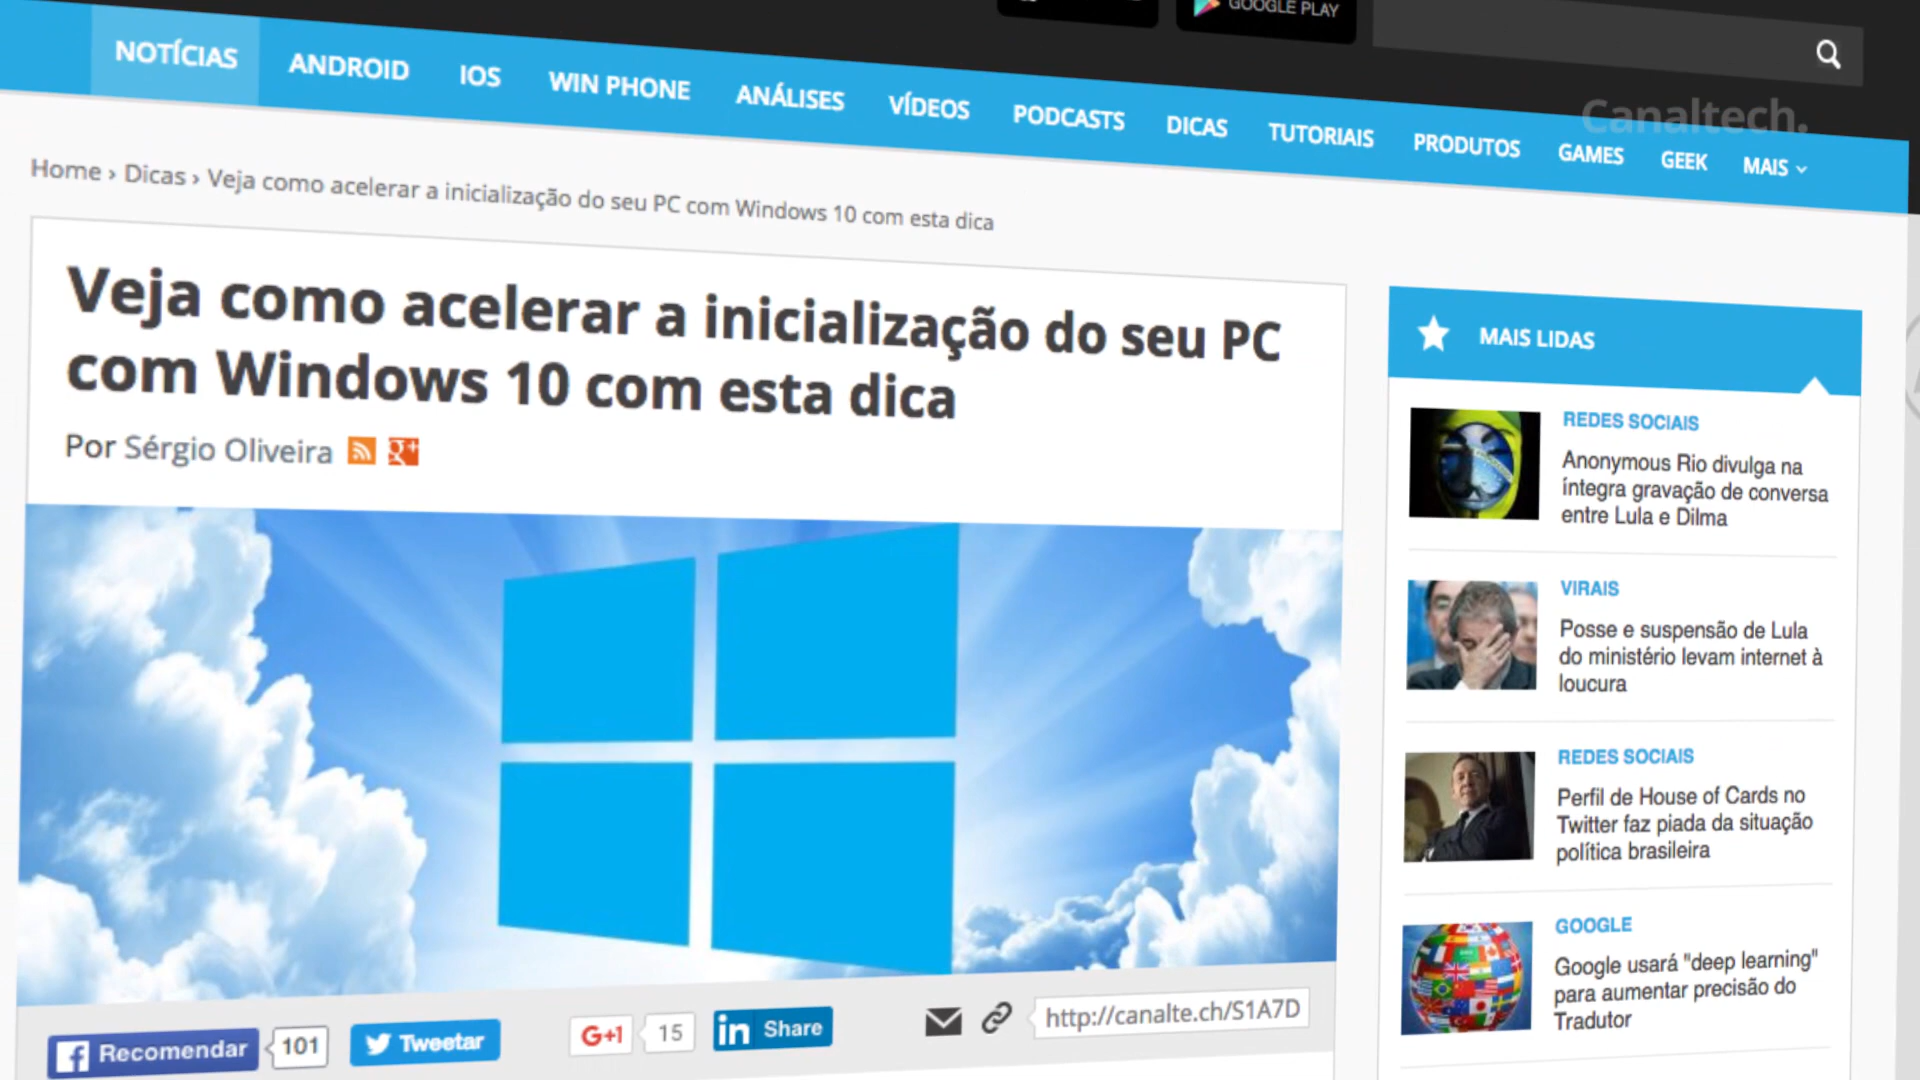 GOOGLE PLAY
Canaltech.
NOTÍCIAS ANDROID IOS WIN PHONE ANÁLISES VÍDEOS PODCASTS DICAS TUTORIAIS PRODUTOS GAMES GEEK MAIS
Home › Dicas › Veja como acelerar a inicialização do seu PC com Windows 10 com esta dica
Veja como acelerar a inicialização do seu PC
com Windows 10 com esta dica
Por Sérgio Oliveira g+
Recomendar 101 Tweetar G+1 15 in Share http://canalte.ch/S1A7D
MAIS LIDAS
REDES SOCIAIS
Anonymous Rio divulga na
íntegra gravação de conversa
entre Lula e Dilma
VIRAIS
Posse e suspensão de Lula
do ministério levam internet à
loucura
REDES SOCIAIS
Perfil de House of Cards no
Twitter faz piada da situação
política brasileira
GOOGLE
Google usará "deep learning"
para aumentar precisão do
Tradutor